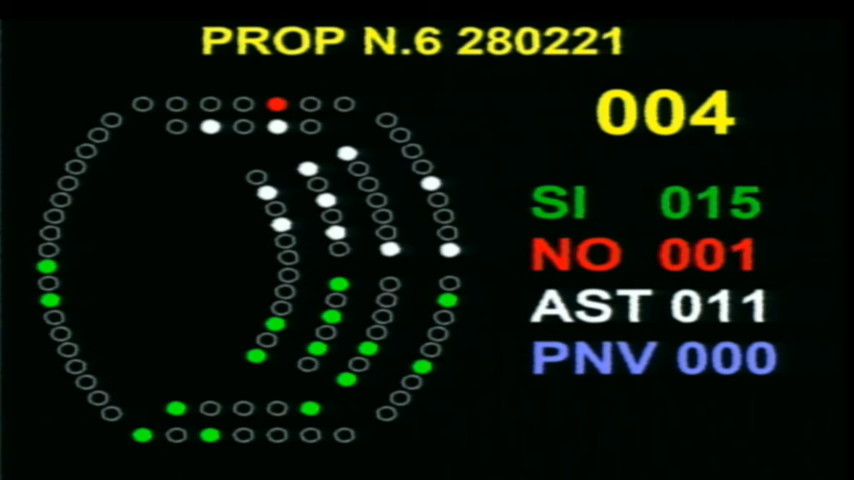 PROP N.6 280221
004
SI 015
NO 001
AST 011
PNV 000